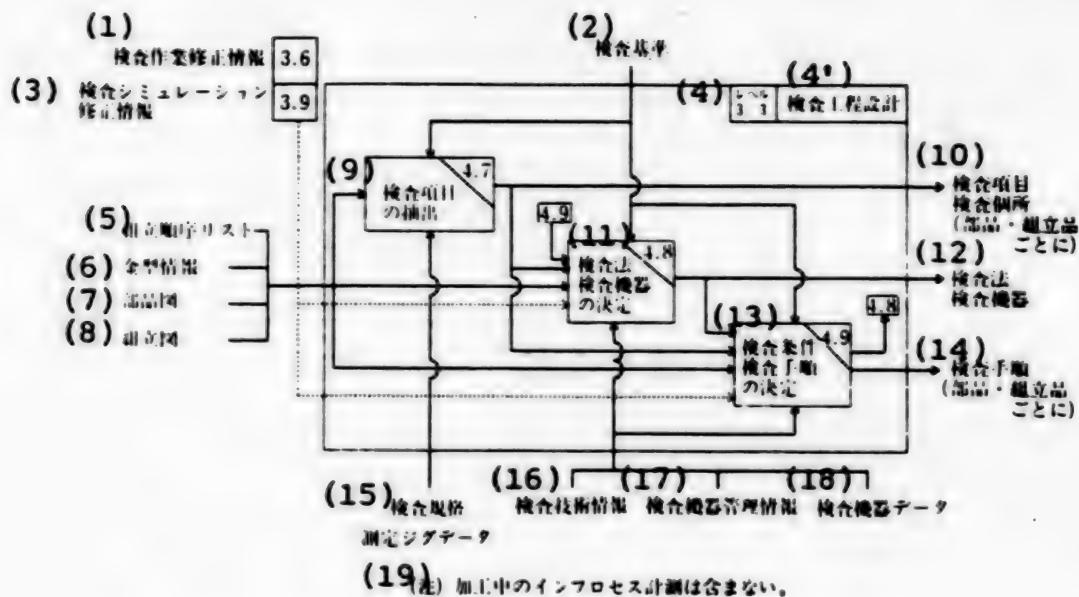 (1)
検査作業修正情報 3.6
(2)
検査基準
(3) 検査シミュレーション
修正情報
3.9
(4) レベル
3 3
(4')
検査工程設計
(9)
4.7
検査項目
の抽出
(10)
検査項目
検査個所
(部品・組立品
ごとに)
(5) 組立順序リスト
(6) 金型情報
(7) 部品図
(8) 組立図
4.9
(11)
4.8
検査法
検査機器
の決定
(12)
検査法
検査機器
4.8
(13)
4.9
検査条件
検査手順
の決定
(14)
検査手順
(部品・組立品
ごとに)
(15) 検査規格
測定ジグデータ
(16) 検査技術情報
(17) 検査機器管理情報
(18) 検査機器データ
(19) (注) 加工中のインプロセス計測は含まない。